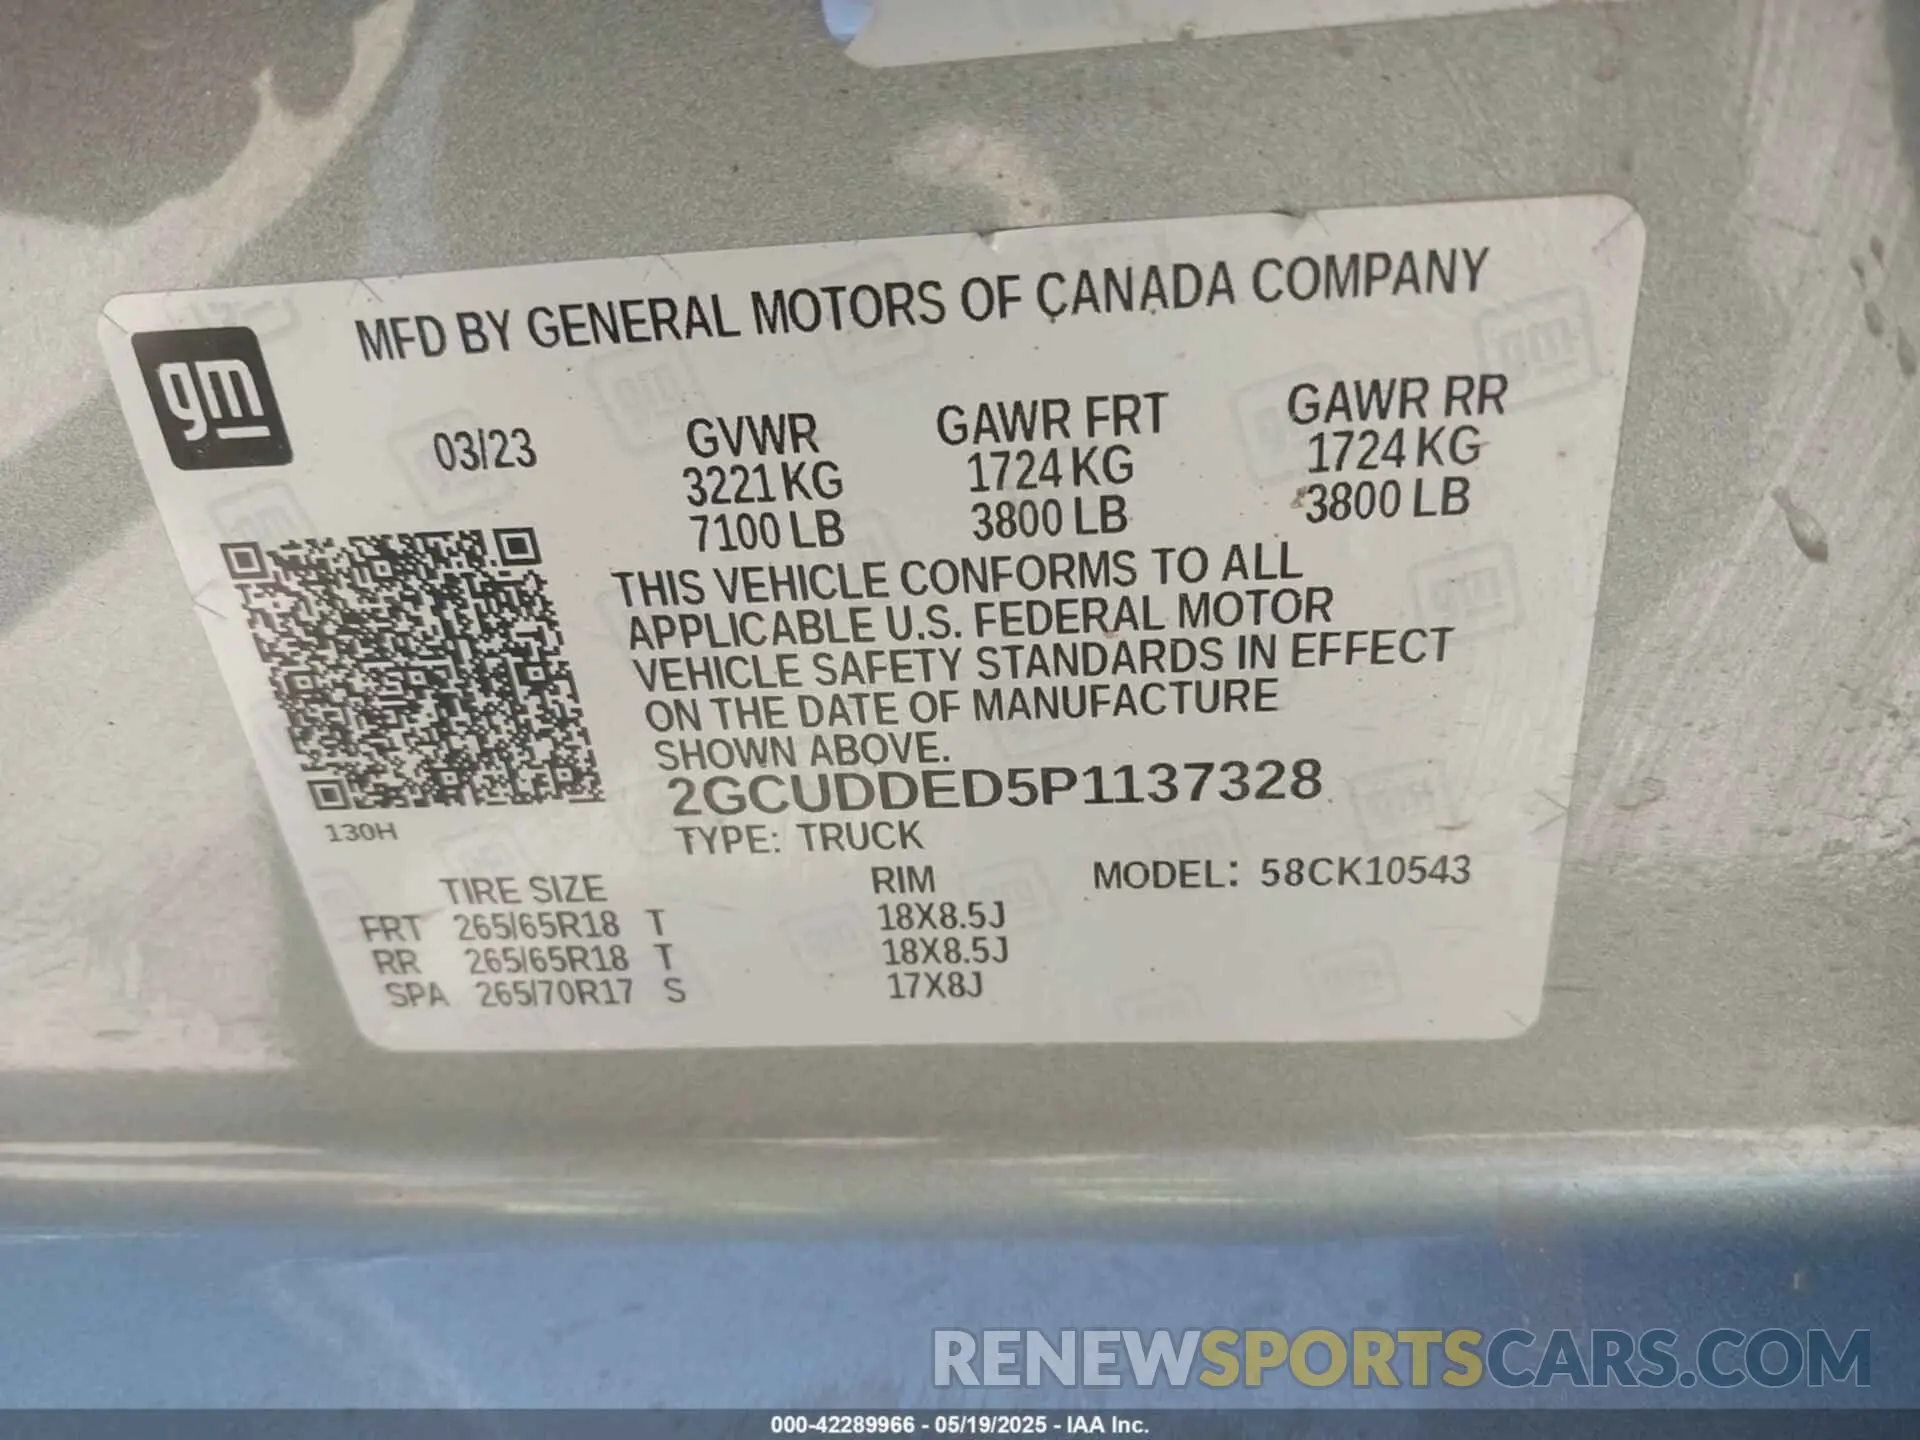 MFD BY GENERAL MOTORS OF CANADA COMPANY
gm
03/23
GVWR
3221 KG
7100 LB
GAWR FRT
1724 KG
3800 LB
GAWR RR
1724 KG
3800 LB
THIS VEHICLE CONFORMS TO ALL
APPLICABLE U.S. FEDERAL MOTOR
VEHICLE SAFETY STANDARDS IN EFFECT
ON THE DATE OF MANUFACTURE
SHOWN ABOVE.
2GCUDDED5P1137328
130H
TYPE: TRUCK
MODEL: 58CK10543
TIRE SIZE RIM
FRT 265/65R18 T 18X8.5J
RR 265/65R18 T 18X8.5J
SPA 265/70R17 S 17X8J
RENEWSPORTSCARS.COM
000-42289966 - 05/19/2025 - IAA Inc.